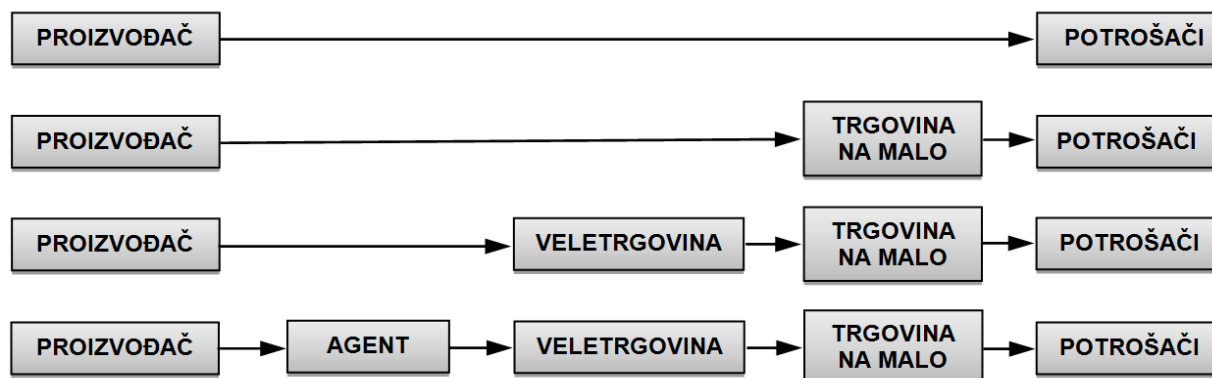 PROIZVOĐAČ
POTROŠAČI
PROIZVOĐAČ
TRGOVINA
NA MALO
POTROŠAČI
PROIZVOĐAČ
VELETRGOVINA
TRGOVINA
NA MALO
POTROŠAČI
PROIZVOĐAČ
AGENT
VELETRGOVINA
TRGOVINA
NA MALO
POTROŠAČI